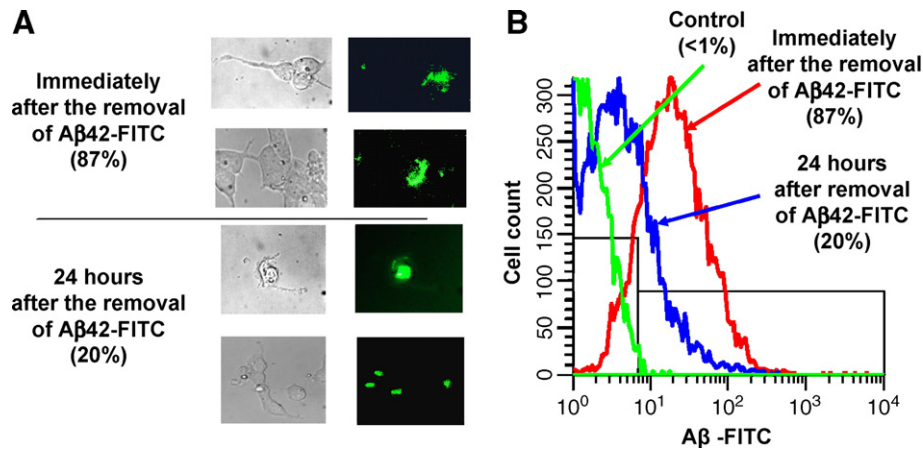 A
Immediately
after the removal
of Aβ42-FITC
(87%)
24 hours
after the removal
of Aβ42-FITC
(20%)
B
Control
(<1%)
Immediately
after the removal
of Aβ42-FITC
(87%)
24 hours
after removal
of Aβ42-FITC
(20%)
Cell count
300
250
200
150
100
50
0
10⁰ 10¹ 10² 10³ 10⁴
Aβ -FITC